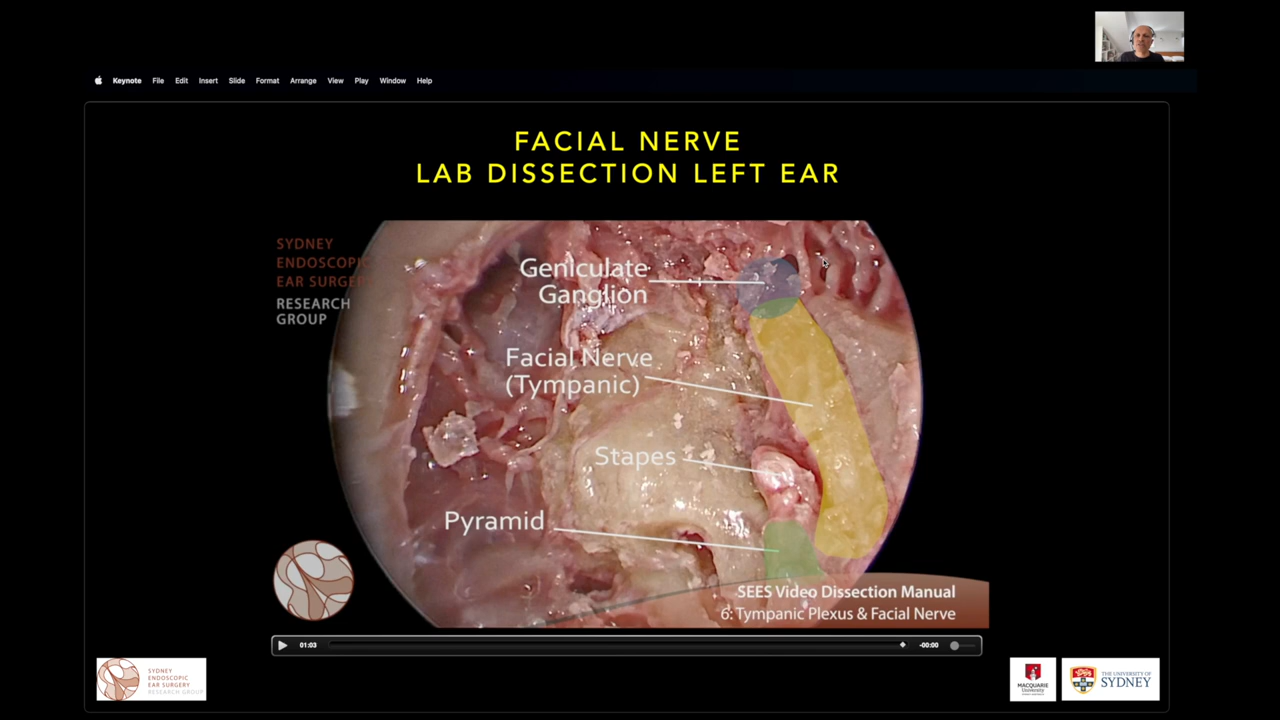 Keynote File Edit Insert Slide Format Arrange View Play Window Help
FACIAL NERVE
LAB DISSECTION LEFT EAR
SYDNEY
ENDOSCOPIC
EAR SURGERY
RESEARCH
GROUP
Geniculate
Ganglion
Facial Nerve
(Tympanic)
Stapes
Pyramid
SEES Video Dissection Manual
6: Tympanic Plexus & Facial Nerve
01:03
-00:00
SYDNEY
ENDOSCOPIC
EAR SURGERY
RESEARCH GROUP
MACQUARIE
University
THE UNIVERSITY OF
SYDNEY